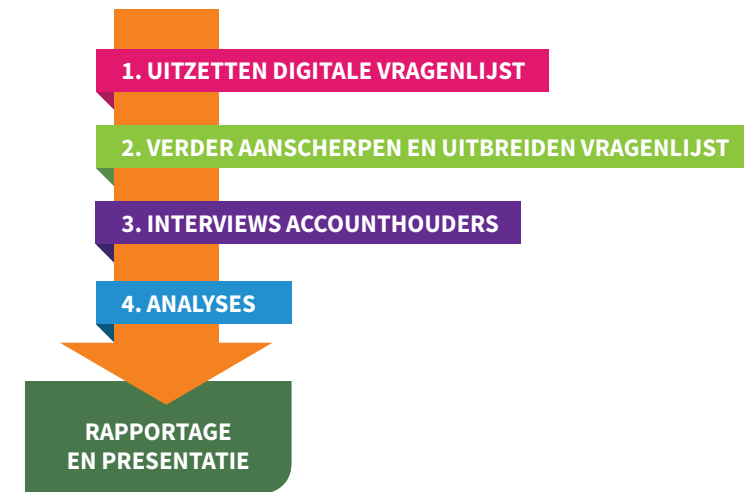 1. UITZETTEN DIGITALE VRAGENLIJST
2. VERDER AANSCHERPEN EN UITBREIDEN VRAGENLIJST
3. INTERVIEWS ACCOUNTHOUDERS
4. ANALYSES
RAPPORTAGE
EN PRESENTATIE